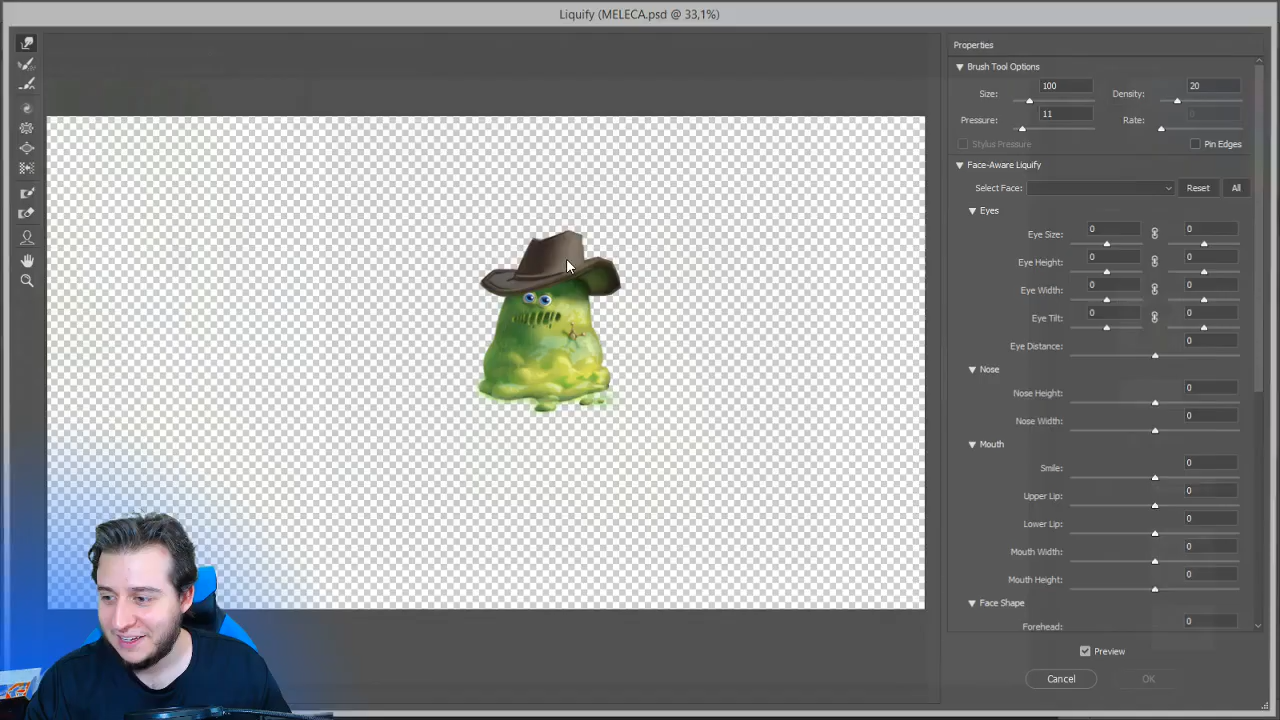 Liquify (MELECA.psd @ 33,1%)
Properties
Brush Tool Options
Size: 100 Density: 20
Pressure: 11 Rate: 0
Stylus Pressure Pin Edges
Face-Aware Liquify
Select Face: Reset All
Eyes
Eye Size: 0 0
Eye Height: 0 0
Eye Width: 0 0
Eye Tilt: 0 0
Eye Distance: 0
Nose
Nose Height: 0
Nose Width: 0
Mouth
Smile: 0
Upper Lip: 0
Lower Lip: 0
Mouth Width: 0
Mouth Height: 0
Face Shape
Forehead: 0
Preview
Cancel OK